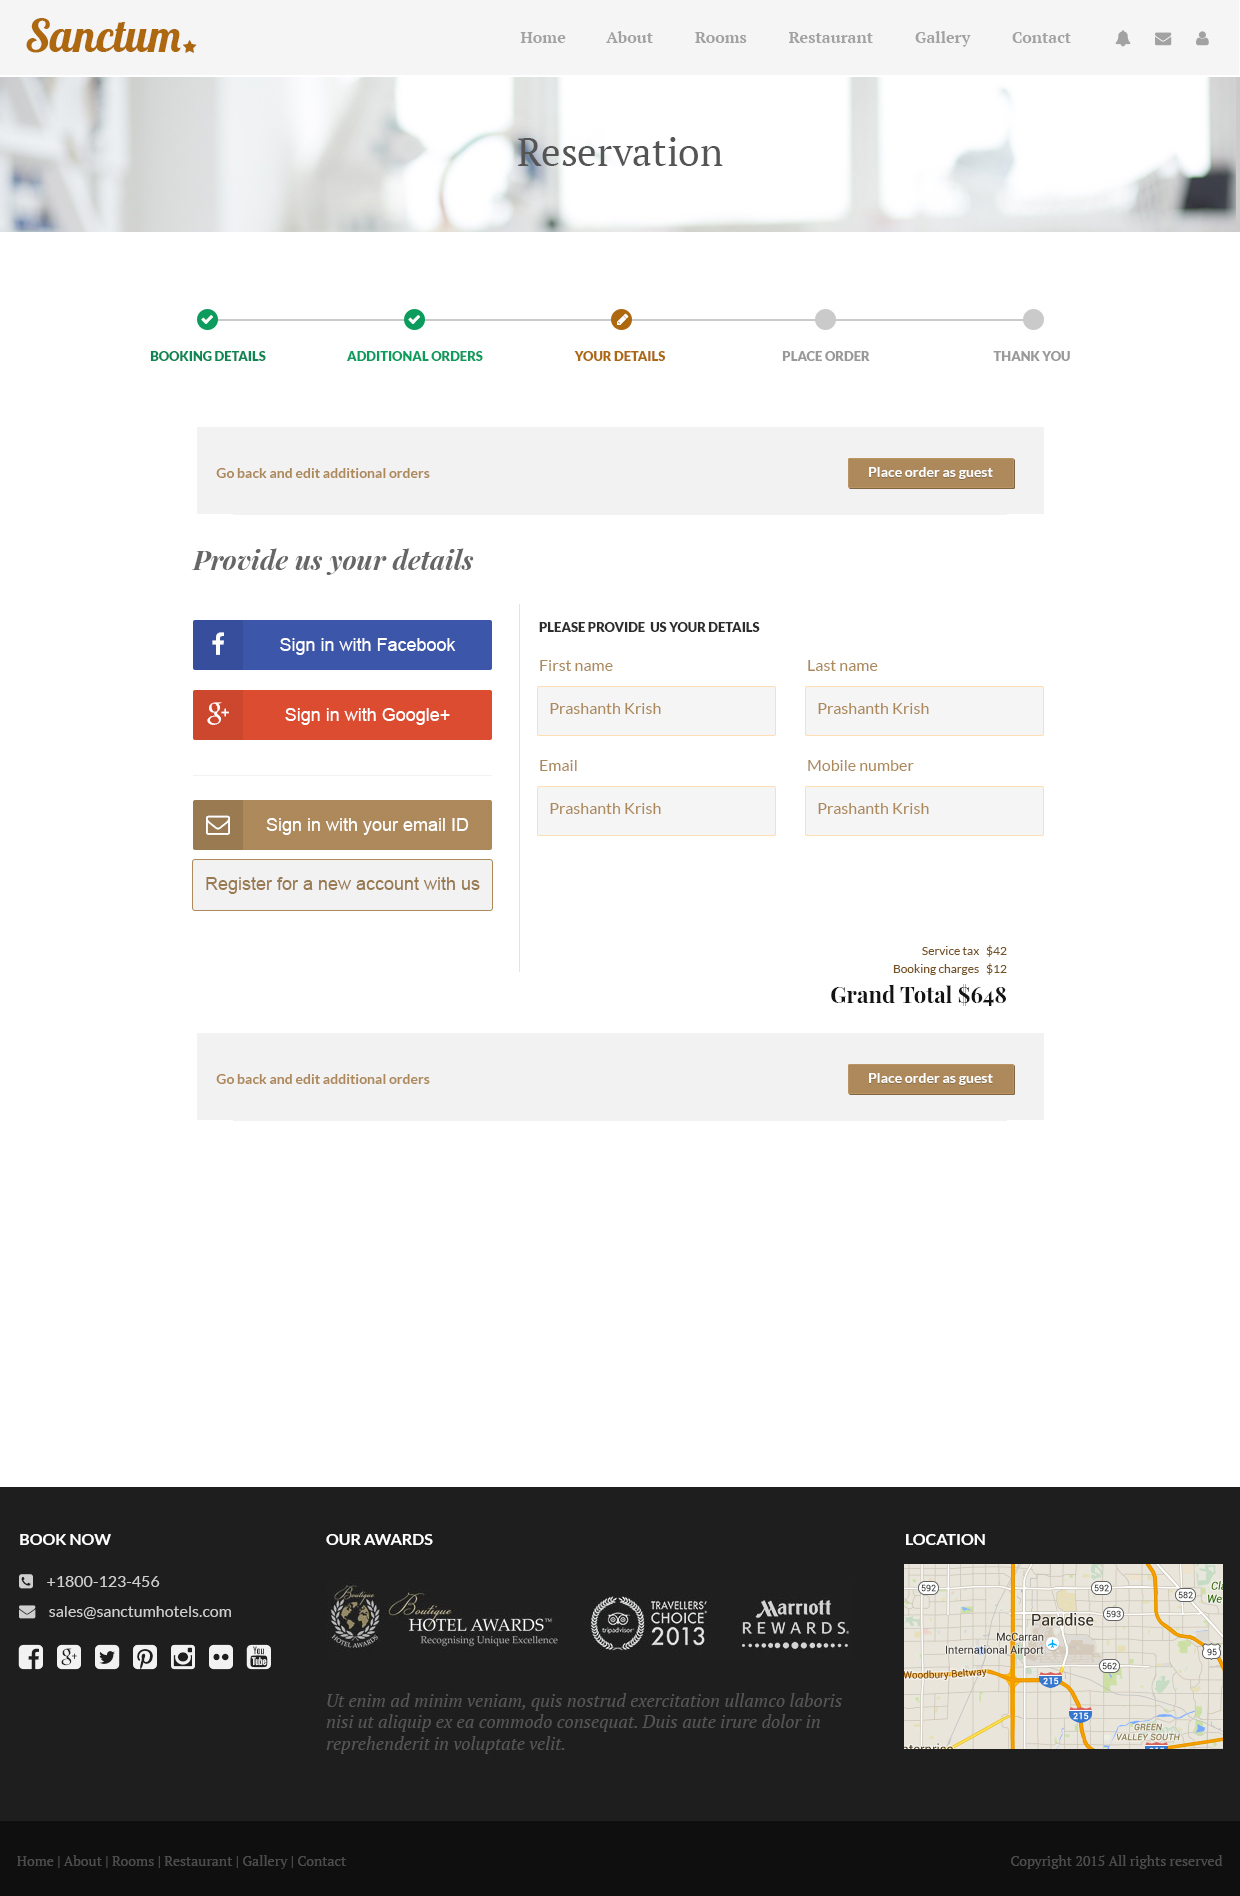 Sanctum
Home About Rooms Restaurant Gallery Contact
Reservation
BOOKING DETAILS ADDITIONAL ORDERS YOUR DETAILS PLACE ORDER THANK YOU
Go back and edit additional orders Place order as guest
Provide us your details
Sign in with Facebook
Sign in with Google+
Sign in with your email ID
Register for a new account with us
PLEASE PROVIDE US YOUR DETAILS
First name Last name
Prashanth Krish Prashanth Krish
Email Mobile number
Prashanth Krish Prashanth Krish
Service tax $42
Booking charges $12
Grand Total $648
Go back and edit additional orders Place order as guest
BOOK NOW
+1800-123-456
sales@sanctumhotels.com
You Tube
OUR AWARDS
Boutique
HOTEL AWARDS
Boutique
HOTEL AWARDS™
Recognising Unique Excellence
tripadvisor
TRAVELLERS'
CHOICE
2013
Marriott
REWARDS.
Ut enim ad minim veniam, quis nostrud exercitation ullamco laboris
nisi ut aliquip ex ea commodo consequat. Duis aute irure dolor in
reprehenderit in voluptate velit.
LOCATION
592 592 582
Paradise 593
McCarran
International Airport
95
562
Woodbury Beltway
215
215
GREEN
VALLEY SOUTH
Home | About | Rooms | Restaurant | Gallery | Contact
Copyright 2015 All rights reserved